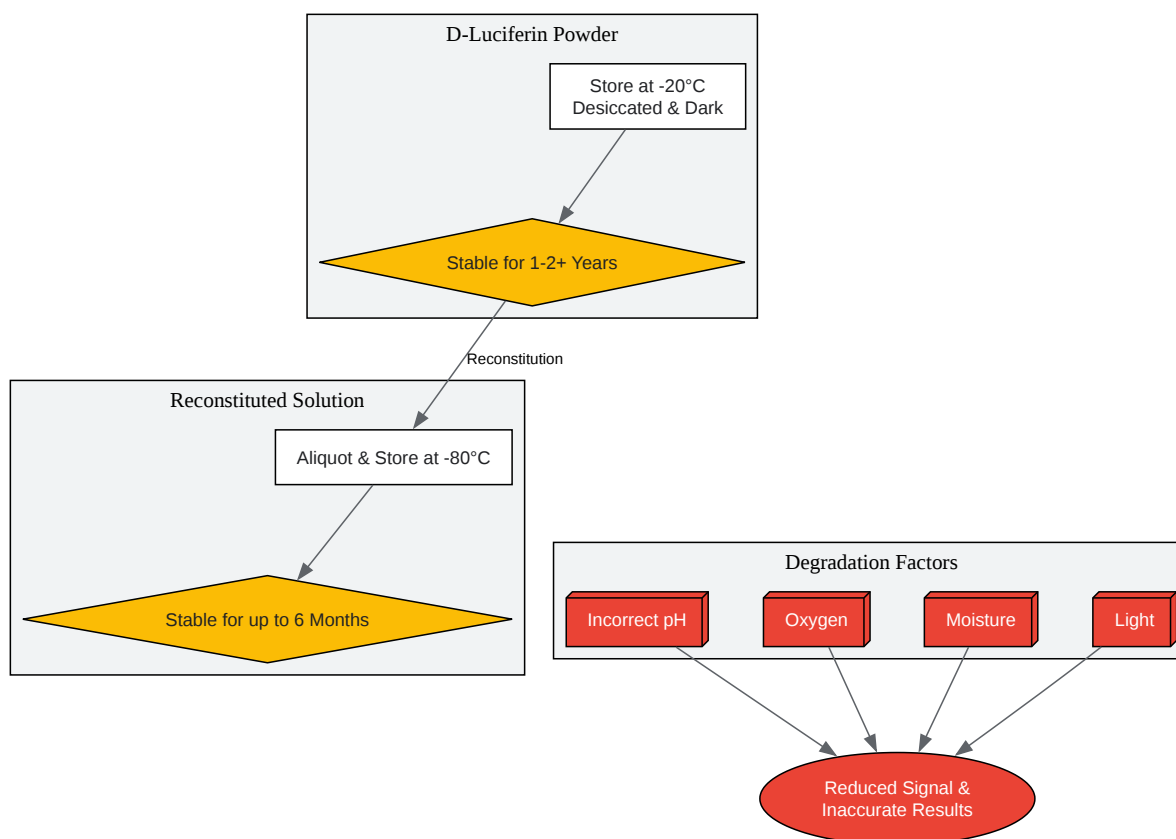 D-Luciferin Powder
Store at -20°C
Desiccated & Dark
Stable for 1-2+ Years
Reconstitution
Reconstituted Solution
Aliquot & Store at -80°C
Stable for up to 6 Months
Degradation Factors
Incorrect pH
Oxygen
Moisture
Light
Reduced Signal &
Inaccurate Results